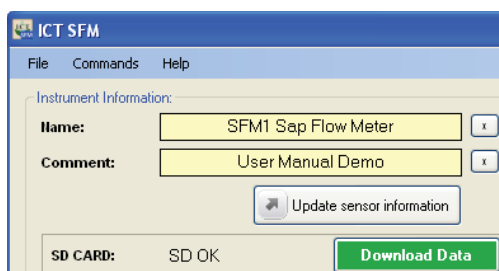 ICT SFM
File Commands Help
Instrument Information:
Name: SFM1 Sap Flow Meter x
Comment: User Manual Demo x
Update sensor information
SD CARD: SD OK Download Data